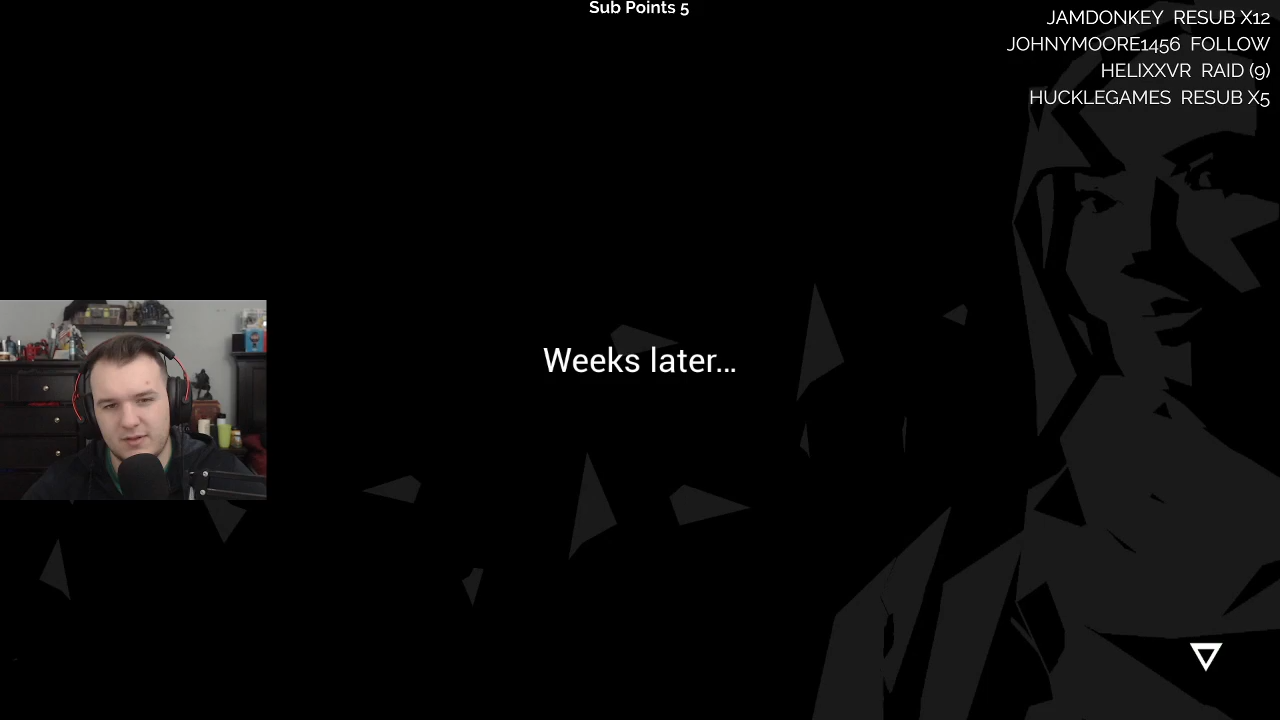 Sub Points 5
JAMDONKEY RESUB X12
JOHNYMOORE1456 FOLLOW
HELIXXVR RAID (9)
HUCKLEGAMES RESUB X5
Weeks later...